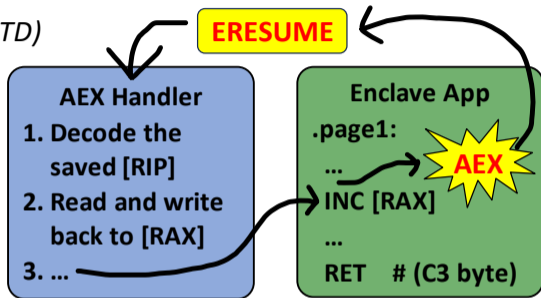 TD)
ERESUME
AEX Handler
1. Decode the
saved [RIP]
2. Read and write
back to [RAX]
3. ...
Enclave App
.page1:
...
AEX
INC [RAX]
...
RET # (C3 byte)